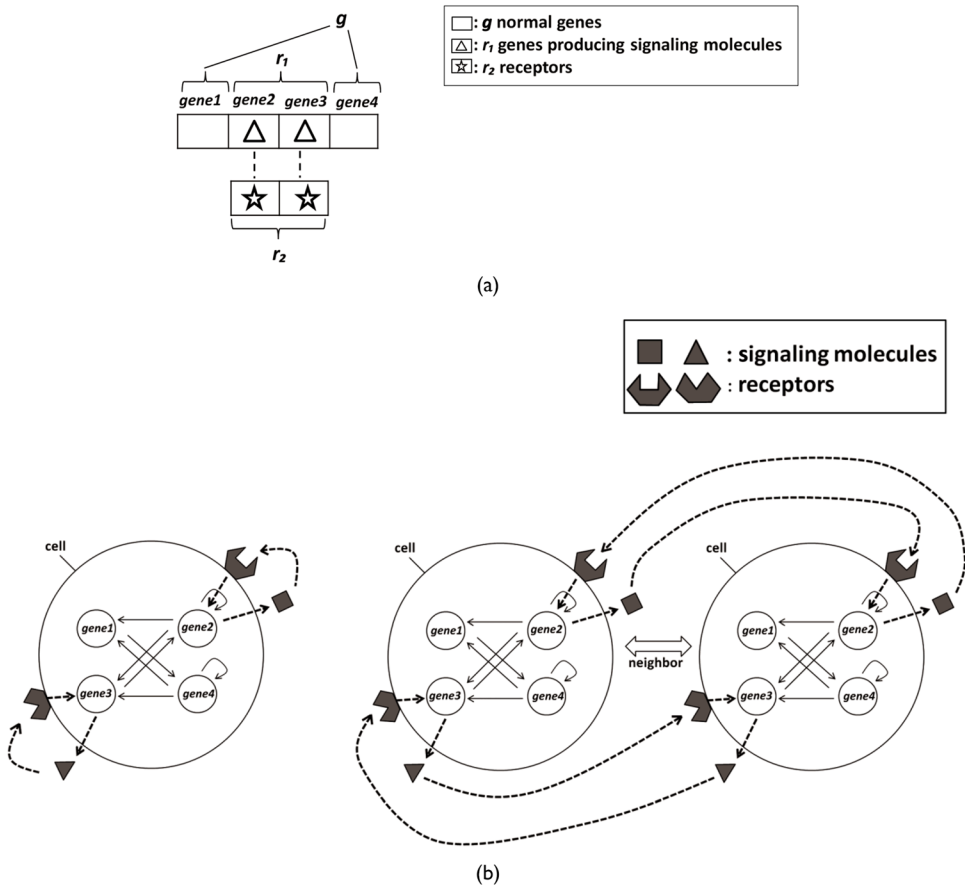 g
r₁
gene1 gene2 gene3 gene4
r₂
: g normal genes
: r₁ genes producing signaling molecules
: r₂ receptors
(a)
: signaling molecules
: receptors
cell
gene1
gene2
gene3
gene4
cell
gene1
gene2
gene3
gene4
neighbor
cell
gene1
gene2
gene3
gene4
(b)